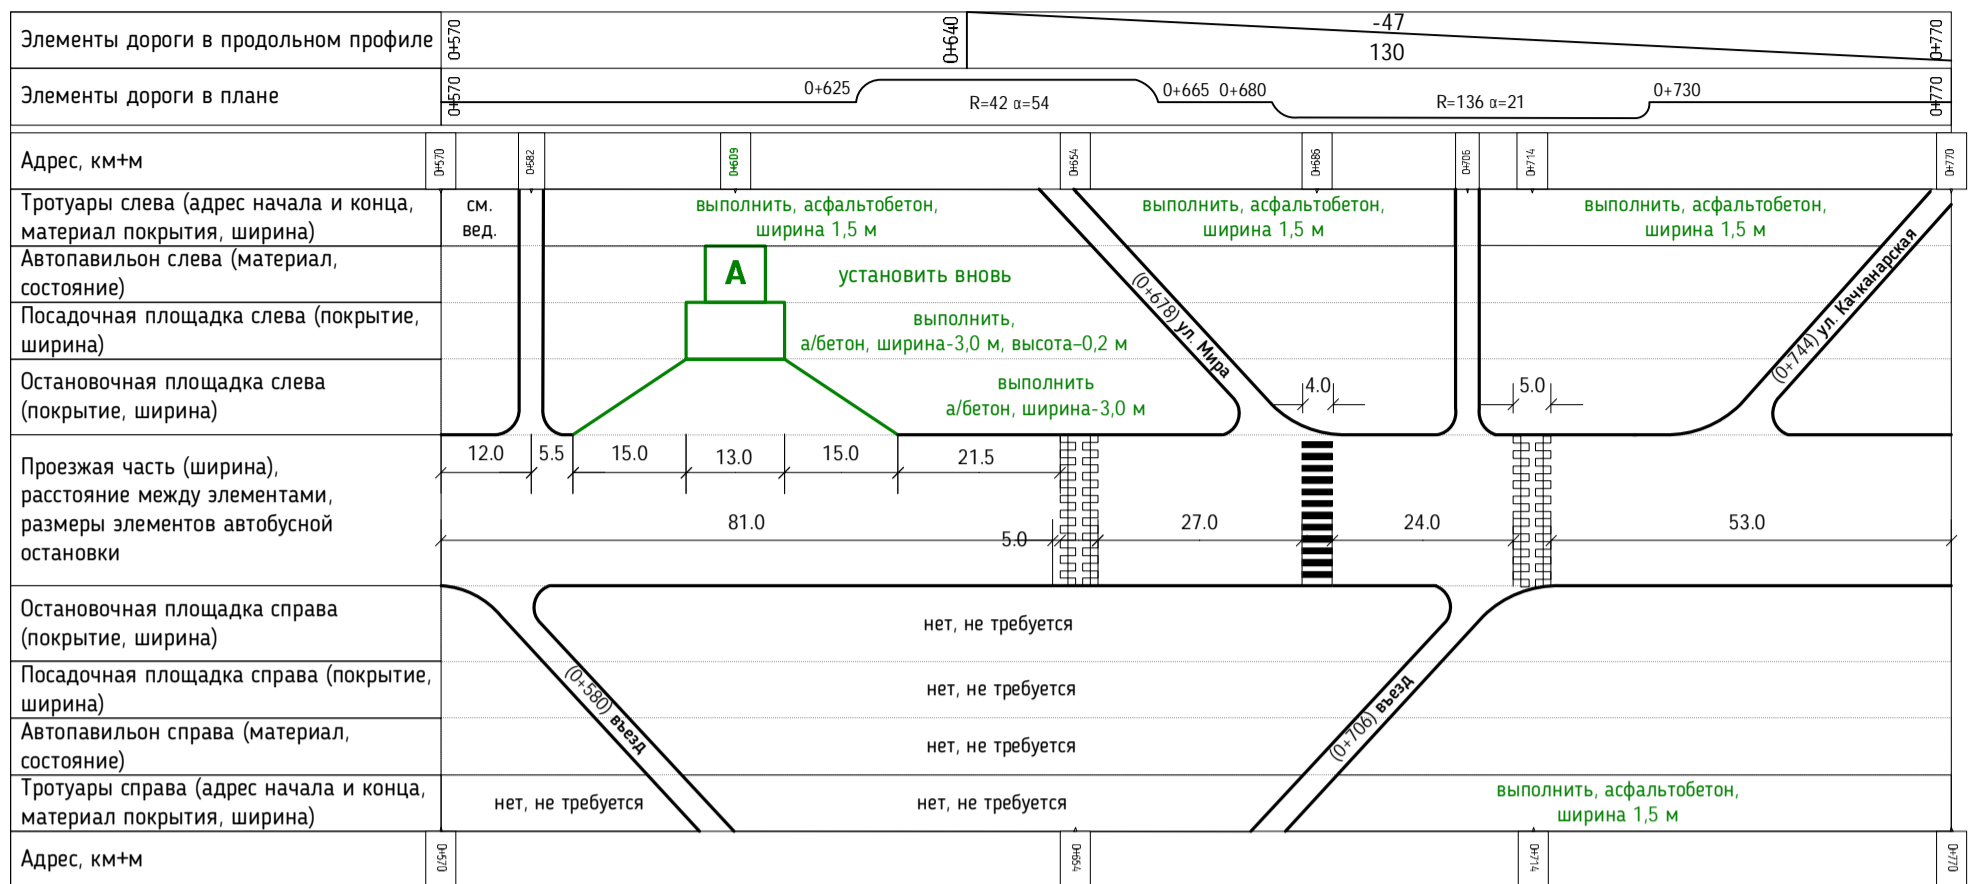 Элементы дороги в продольном профиле
0+570
0+640
-47
130
0+770
Элементы дороги в плане
0+570
0+625
R=42 α=54
0+665
0+680
R=136 α=21
0+730
0+770
Адрес, км+м
0+570
0+582
0+609
0+654
0+686
0+706
0+714
0+770
Тротуары слева (адрес начала и конца,
материал покрытия, ширина)
см.
вед.
выполнить, асфальтобетон,
ширина 1,5 м
выполнить, асфальтобетон,
ширина 1,5 м
выполнить, асфальтобетон,
ширина 1,5 м
Автопавильон слева (материал,
состояние)
А
установить вновь
Посадочная площадка слева (покрытие,
ширина)
выполнить,
а/бетон, ширина-3,0 м, высота-0,2 м
(0+678) ул. Мира
(0+744) ул. Качканарская
Остановочная площадка слева
(покрытие, ширина)
выполнить
а/бетон, ширина-3,0 м
4.0
5.0
Проезжая часть (ширина),
расстояние между элементами,
размеры элементов автобусной
остановки
12.0
5.5
15.0
13.0
15.0
21.5
81.0
5.0
27.0
24.0
53.0
Остановочная площадка справа
(покрытие, ширина)
нет, не требуется
Посадочная площадка справа (покрытие,
ширина)
(0+580) въезд
нет, не требуется
(0+706) въезд
Автопавильон справа (материал,
состояние)
нет, не требуется
Тротуары справа (адрес начала и конца,
материал покрытия, ширина)
нет, не требуется
нет, не требуется
выполнить, асфальтобетон,
ширина 1,5 м
Адрес, км+м
0+570
0+654
0+714
0+770